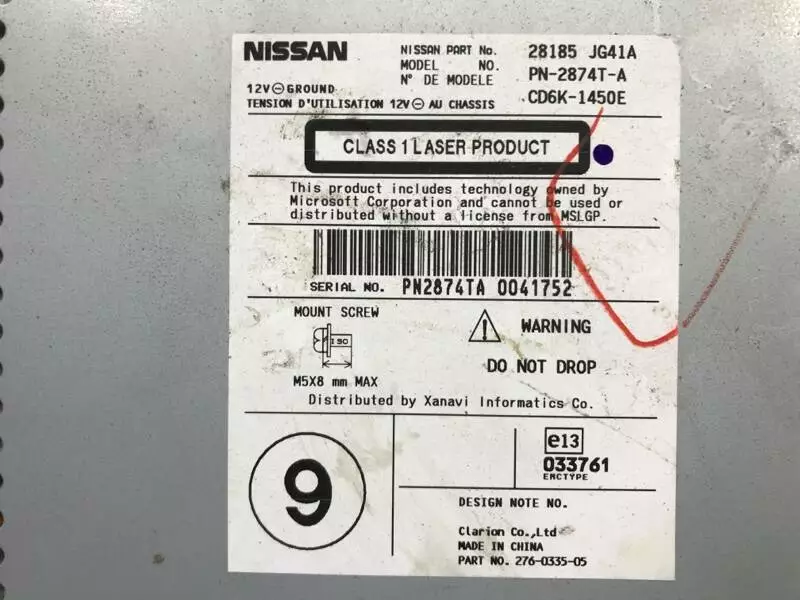 NISSAN
NISSAN PART No. 28185 JG41A
MODEL NO. PN-2874T-A
N° DE MODELE CD6K-1450E
12V⊖GROUND
TENSION D'UTILISATION 12V⊖ AU CHASSIS
CLASS 1 LASER PRODUCT
This product includes technology owned by
Microsoft Corporation and cannot be used or
distributed without a license from MSLGP.
SERIAL NO. PN2874TA 0041752
MOUNT SCREW
ISO
M5X8 mm MAX
WARNING
DO NOT DROP
Distributed by Xanavi Informatics Co.
9
e13
033761
ENCTYPE
DESIGN NOTE NO.
Clarion Co.,Ltd
MADE IN CHINA
PART NO. 276-0335-05